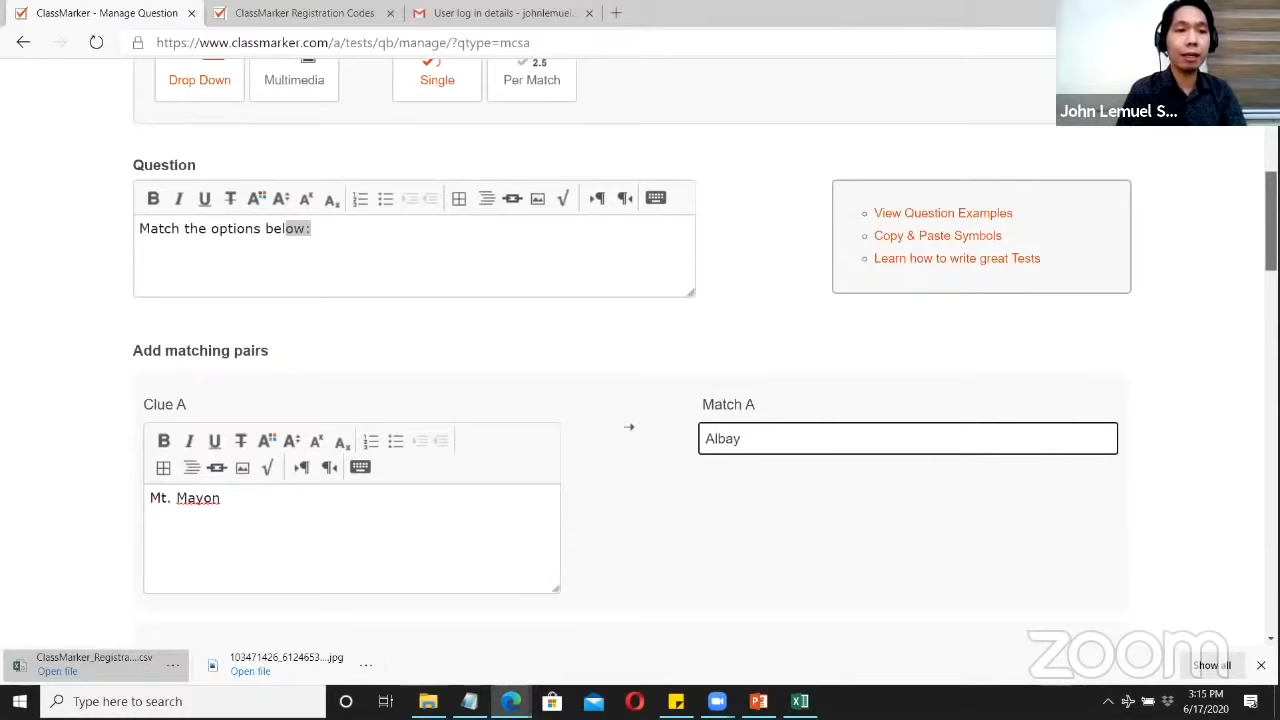 ClassMarker - Manage Question
ClassMarker Registration Codes
User log in details - johnlemuel
https://www.classmarker.com/a/tests/qb/manage/?qtype=mcsa
John Lemuel S...
Drop Down
Multimedia
Single
2.5
Per Match
Question
Match the options below:
View Question Examples
Copy & Paste Symbols
Learn how to write great Tests
Add matching pairs
Clue A
Match A
Albay
Mt. Mayon
zoom
ClassMarker_Registra....csv
Open file
103471426_6124653....jpg
Open file
Show all
Type here to search
3:15 PM
6/17/2020